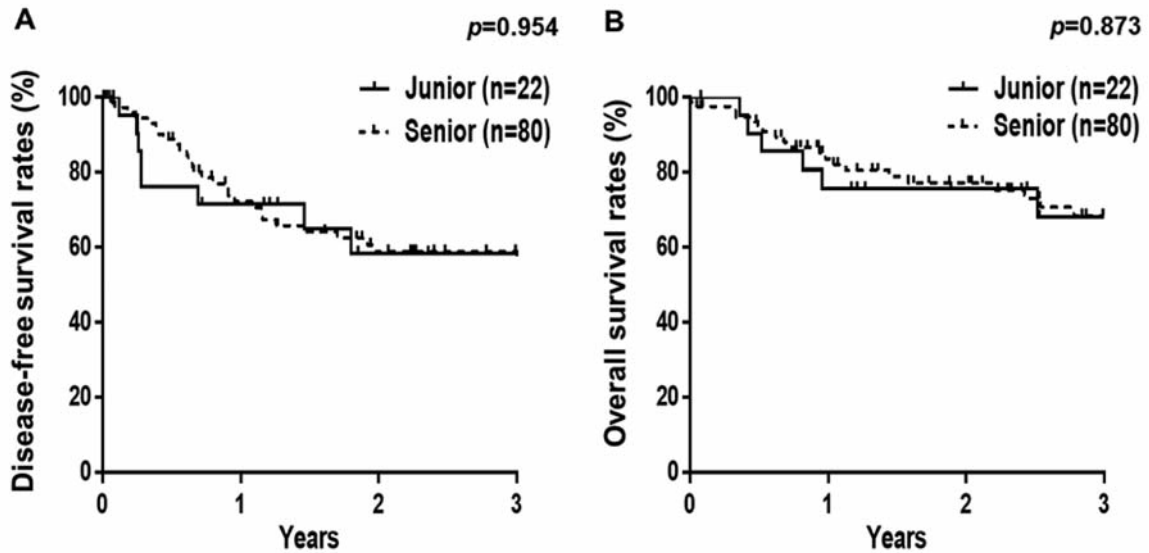 A
p=0.954
Junior (n=22)
Senior (n=80)
Disease-free survival rates (%)
100
80
60
40
20
0
0 1 2 3
Years
B
p=0.873
Junior (n=22)
Senior (n=80)
Overall survival rates (%)
100
80
60
40
20
0
0 1 2 3
Years